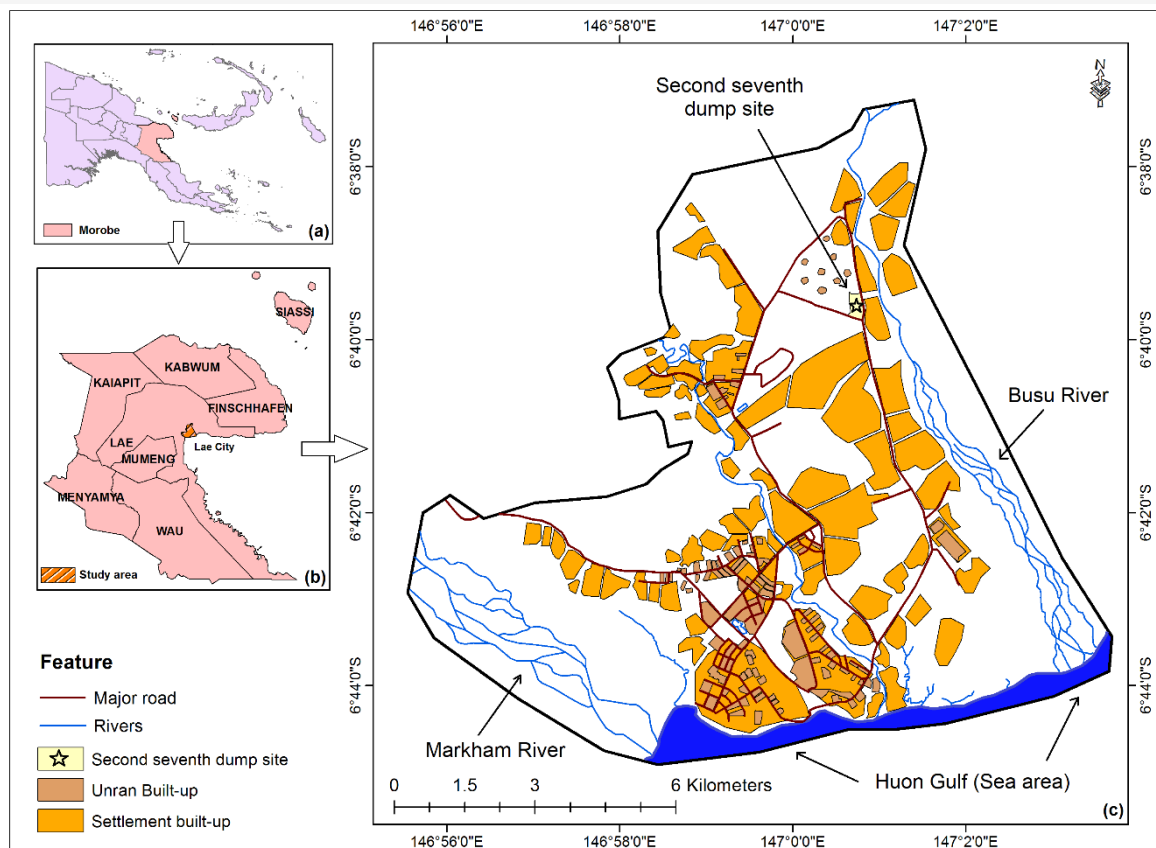 146°56'0"E 146°58'0"E 147°0'0"E 147°2'0"E
N
Morobe
(a)
SIASSI
KABWUM
KAIAPIT
FINSCHHAFEN
LAE
Lae City
MUMENG
MENYAMYA
WAU
Study area
(b)
Second seventh
dump site
6°38'0"S
6°38'0"S
6°40'0"S
6°40'0"S
Busu River
6°42'0"S
6°42'0"S
6°44'0"S
6°44'0"S
Markham River
Huon Gulf (Sea area)
0 1.5 3 6 Kilometers
(c)
146°56'0"E 146°58'0"E 147°0'0"E 147°2'0"E
Feature
Major road
Rivers
Second seventh dump site
Unran Built-up
Settlement built-up